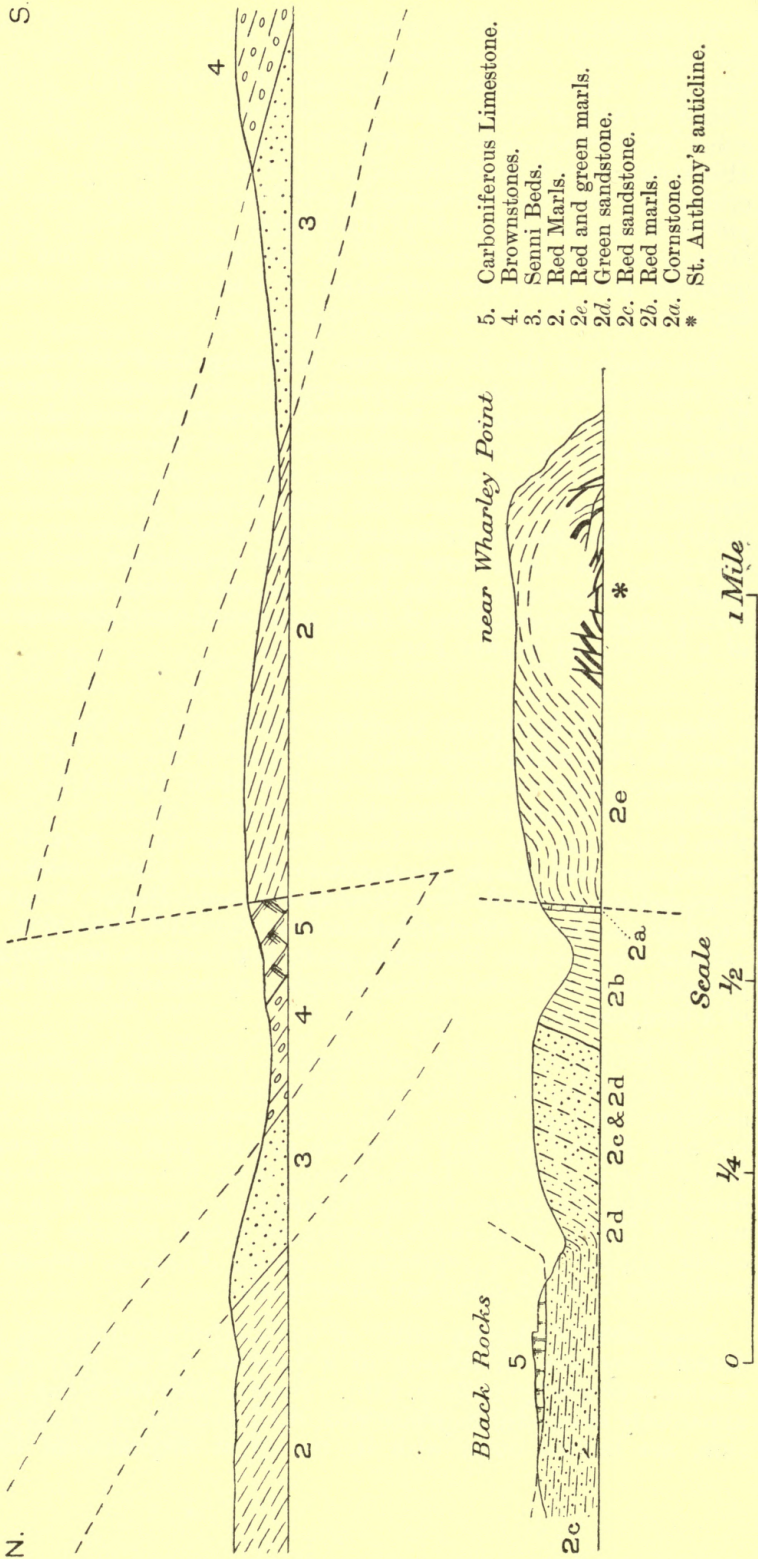 N.
S.
2
3
4
5
2
3
4
5. Carboniferous Limestone.
4. Brownstones.
3. Senni Beds.
2. Red Marls.
2e. Red and green marls.
2d. Green sandstone.
2c. Red sandstone.
2b. Red marls.
2a. Cornstone.
* St. Anthony's anticline.
Black Rocks
near Wharley Point
5
2c
2d
2c & 2d
2b
2a
2e
*
Scale
0
1/4
1/2
1 Mile